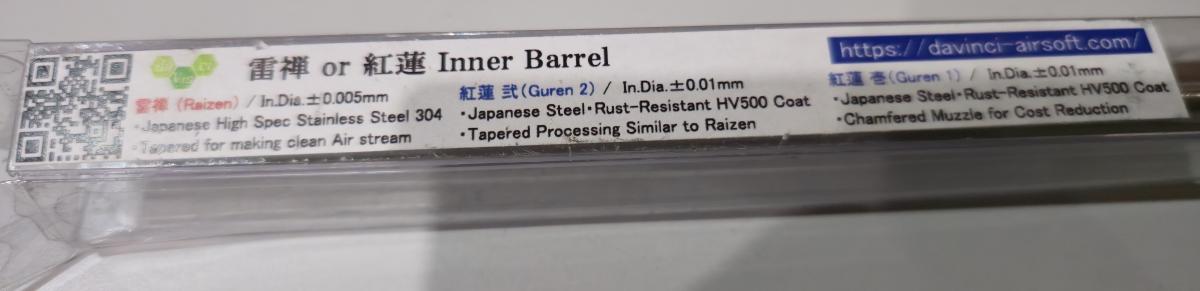 雷禅 or 紅蓮 Inner Barrel
https://davinci-airsoft.com/
雷禅 (Raizen) / In.Dia.±0.005mm
・Japanese High Spec Stainless Steel 304
・Tapered for making clean Air stream
紅蓮 弐(Guren 2) / In.Dia.±0.01mm
・Japanese Steel・Rust-Resistant HV500 Coat
・Tapered Processing Similar to Raizen
紅蓮 壱(Guren 1) / In.Dia.±0.01mm
・Japanese Steel・Rust-Resistant HV500 Coat
・Chamfered Muzzle for Cost Reduction